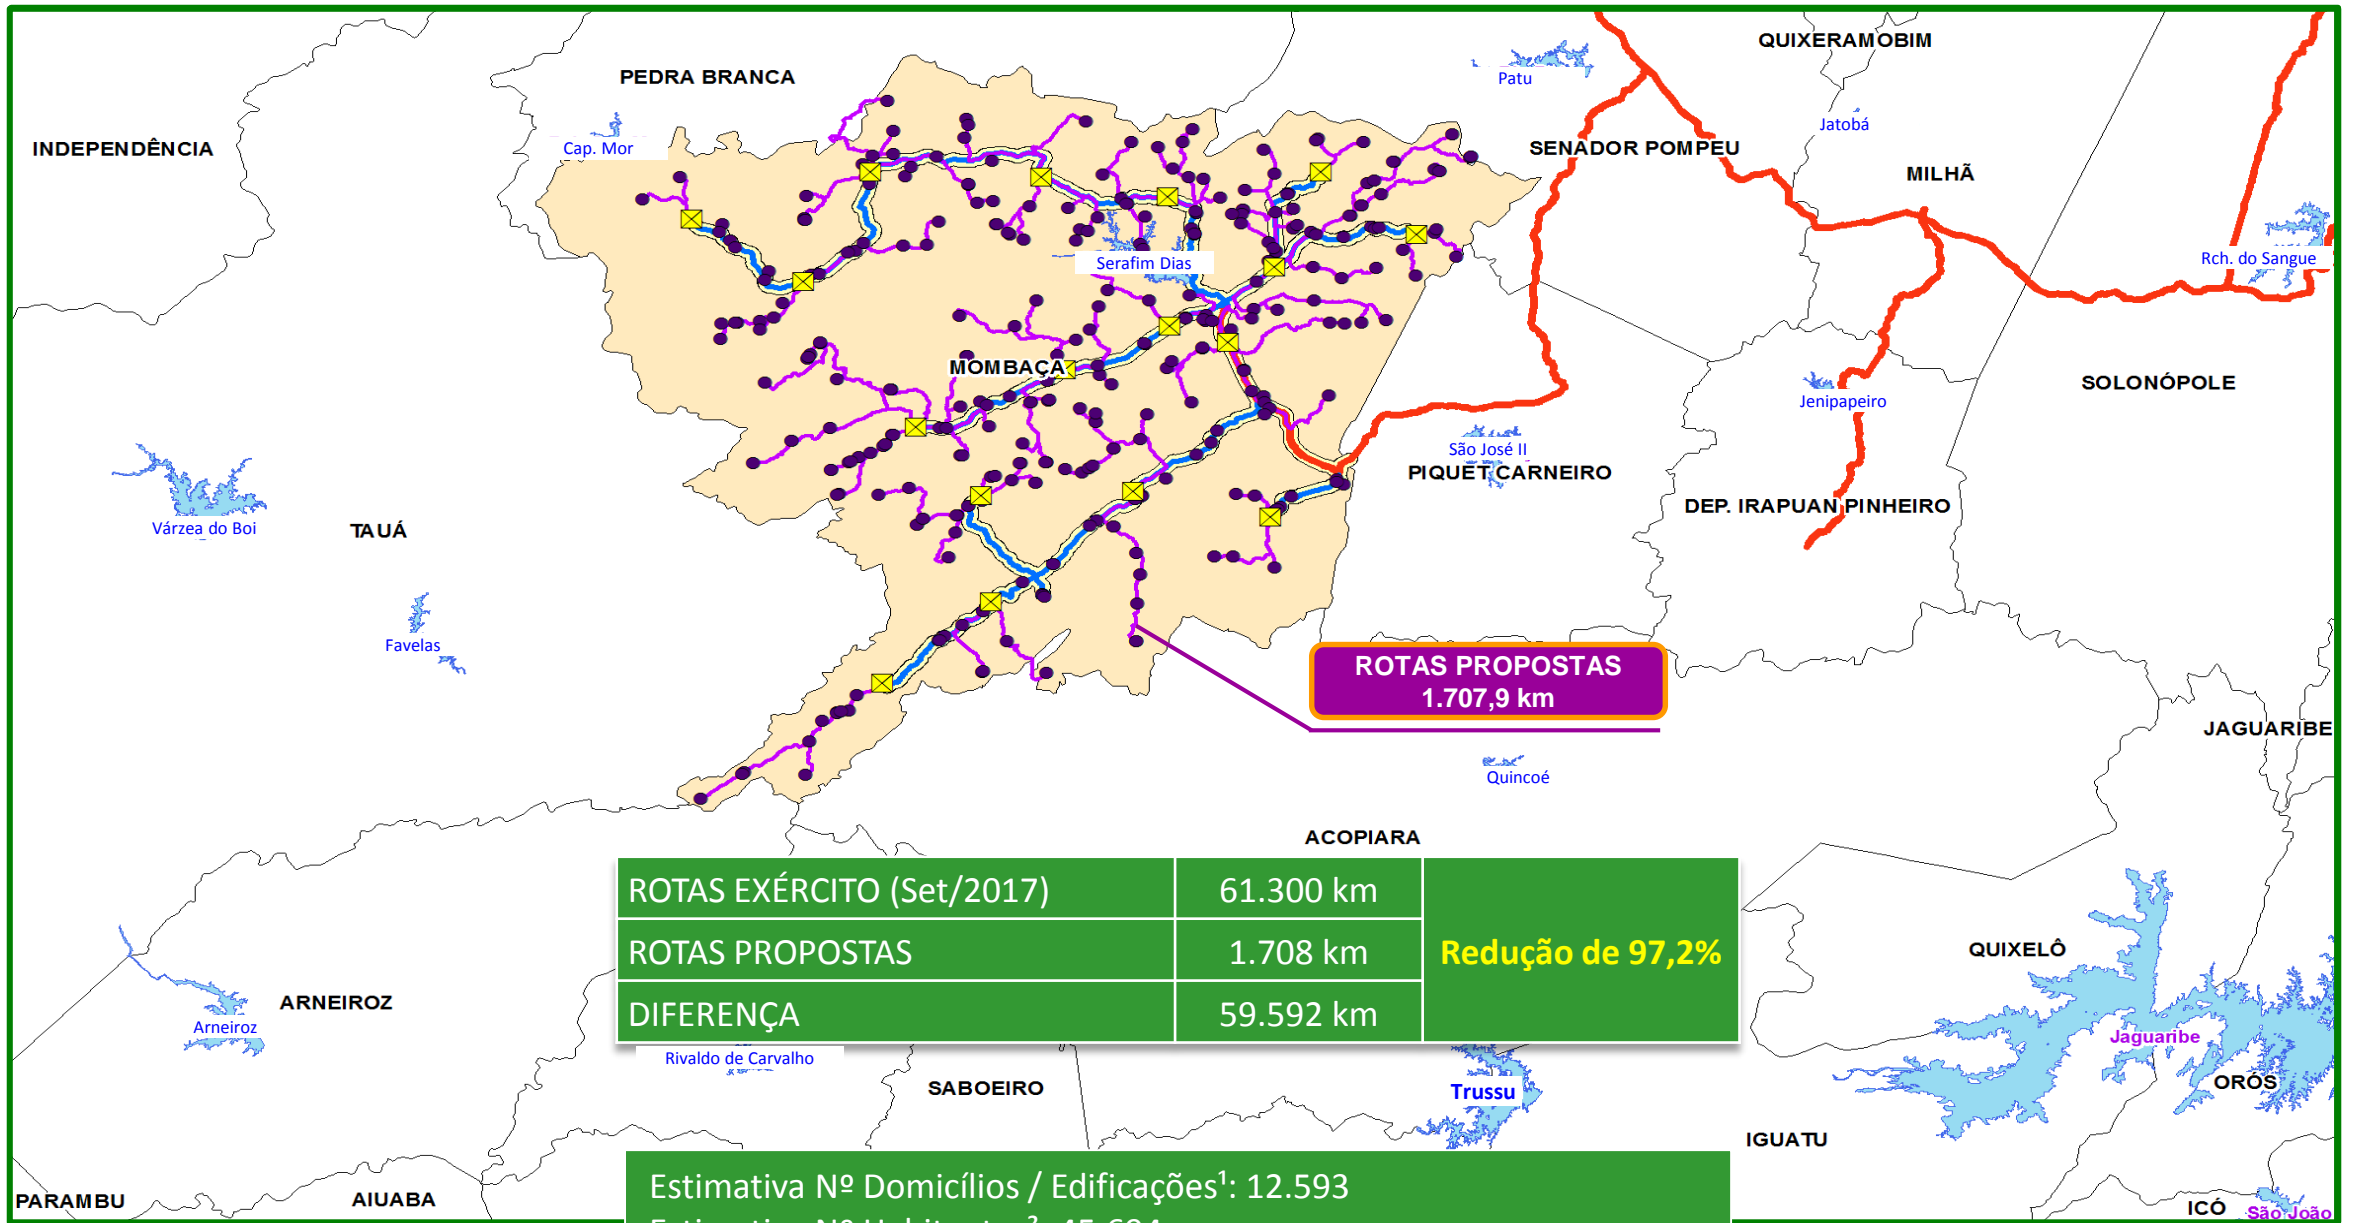 QUIXERAMOBIM
PEDRA BRANCA
Patu
Jatobá
INDEPENDÊNCIA
Cap. Mor
SENADOR POMPEU
MILHÃ
Serafim Dias
Rch. do Sangue
MOMBAÇA
SOLONÓPOLE
Jenipapeiro
São José II
PIQUET CARNEIRO
DEP. IRAPUAN PINHEIRO
Várzea do Boi
TAUÁ
Favelas
ROTAS PROPOSTAS
1.707,9 km
JAGUARIBE
Quincoé
ACOPIARA
ROTAS EXÉRCITO (Set/2017) 61.300 km
ROTAS PROPOSTAS 1.708 km Redução de 97,2%
DIFERENÇA 59.592 km
QUIXELÔ
ARNEIROZ
Arneiroz
Jaguaribe
Rivaldo de Carvalho
SABOEIRO
Trussu
ORÓS
IGUATU
Estimativa Nº Domicílios / Edificações¹: 12.593
PARAMBU
AIUABA
ICÓ
São João